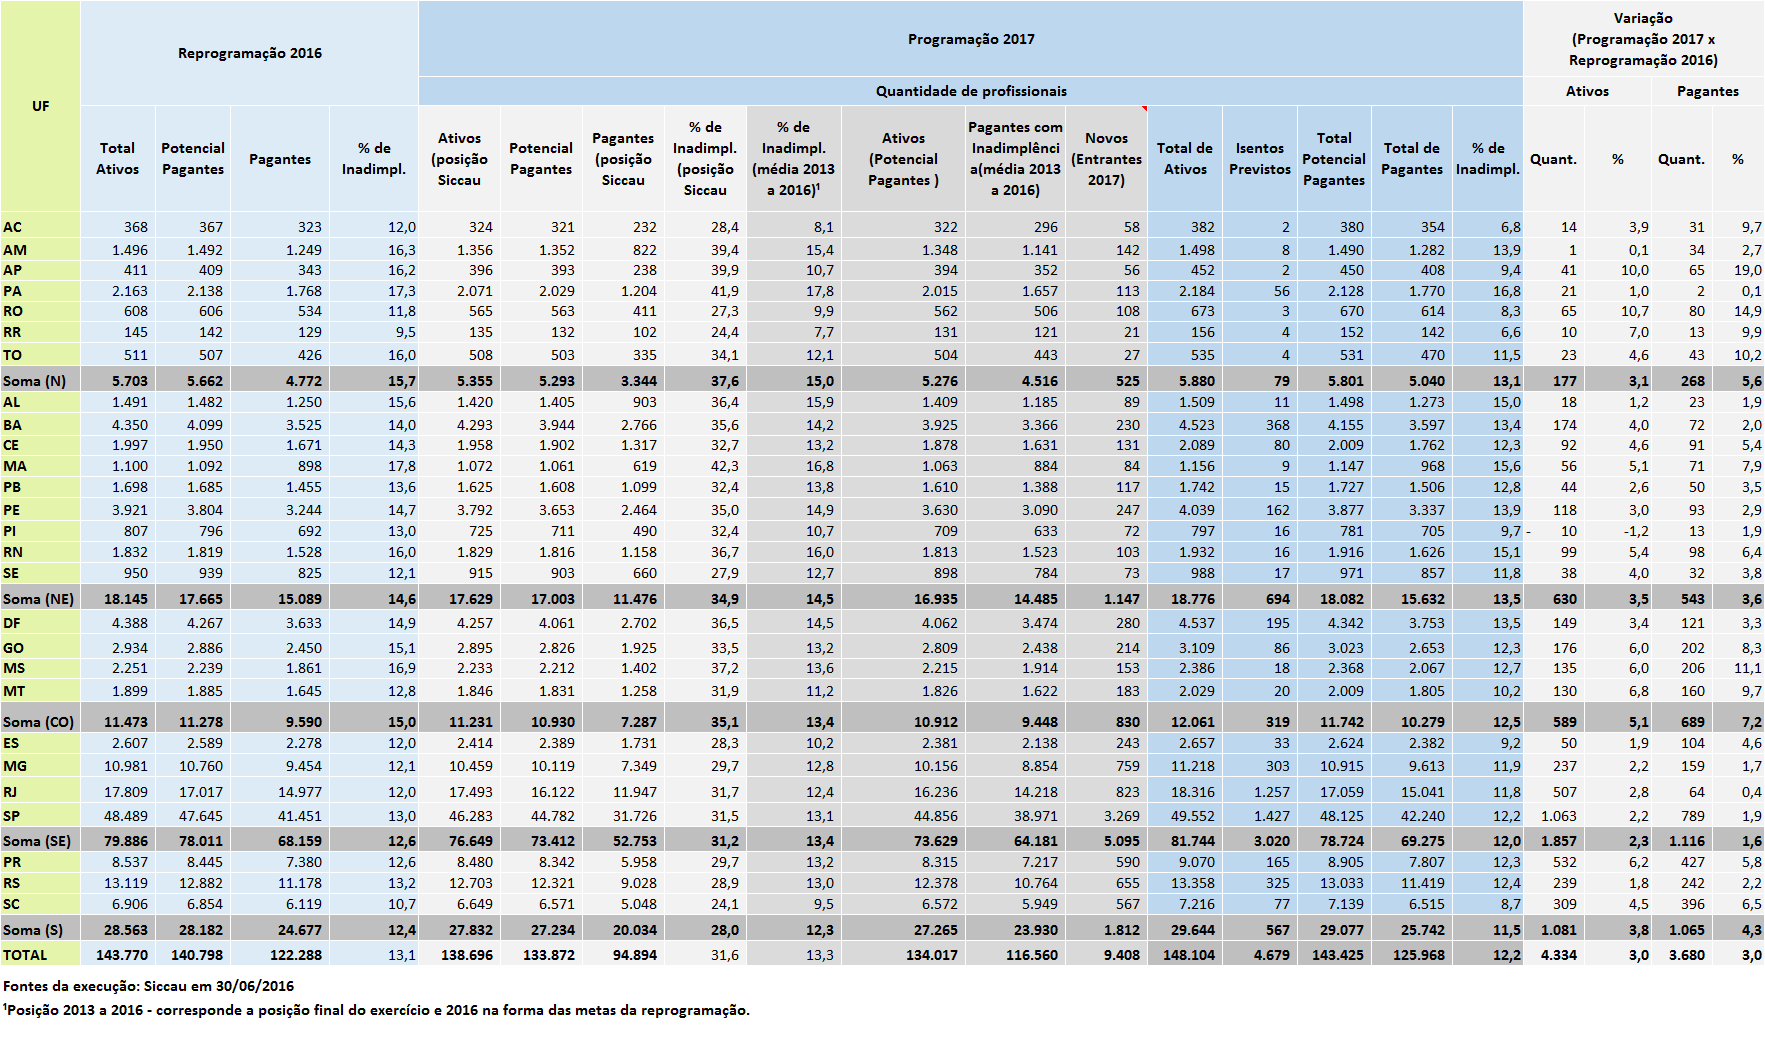 UF
Reprogramação 2016
Programação 2017
Variação
(Programação 2017 x
Reprogramação 2016)
Quantidade de profissionais
Ativos Pagantes
Total Ativos Potencial Pagantes Pagantes % de Inadimpl. Ativos (posição Siccau Potencial Pagantes Pagantes (posição Siccau % de Inadimpl. (posição Siccau % de Inadimpl. (média 2013 a 2016)¹ Ativos (Potencial Pagantes ) Pagantes com Inadimplênci a(média 2013 a 2016) Novos (Entrantes 2017) Total de Ativos Isentos Previstos Total Potencial Pagantes Total de Pagantes % de Inadimpl. Quant. % Quant. %
AC 368 367 323 12,0 324 321 232 28,4 8,1 322 296 58 382 2 380 354 6,8 14 3,9 31 9,7
AM 1.496 1.492 1.249 16,3 1.356 1.352 822 39,4 15,4 1.348 1.141 142 1.498 8 1.490 1.282 13,9 1 0,1 34 2,7
AP 411 409 343 16,2 396 393 238 39,9 10,7 394 352 56 452 2 450 408 9,4 41 10,0 65 19,0
PA 2.163 2.138 1.768 17,3 2.071 2.029 1.204 41,9 17,8 2.015 1.657 113 2.184 56 2.128 1.770 16,8 21 1,0 2 0,1
RO 608 606 534 11,8 565 563 411 27,3 9,9 562 506 108 673 3 670 614 8,3 65 10,7 80 14,9
RR 145 142 129 9,5 135 132 102 24,4 7,7 131 121 21 156 4 152 142 6,6 10 7,0 13 9,9
TO 511 507 426 16,0 508 503 335 34,1 12,1 504 443 27 535 4 531 470 11,5 23 4,6 43 10,2
Soma (N) 5.703 5.662 4.772 15,7 5.355 5.293 3.344 37,6 15,0 5.276 4.516 525 5.880 79 5.801 5.040 13,1 177 3,1 268 5,6
AL 1.491 1.482 1.250 15,6 1.420 1.405 903 36,4 15,9 1.409 1.185 89 1.509 11 1.498 1.273 15,0 18 1,2 23 1,9
BA 4.350 4.099 3.525 14,0 4.293 3.944 2.766 35,6 14,2 3.925 3.366 230 4.523 368 4.155 3.597 13,4 174 4,0 72 2,0
CE 1.997 1.950 1.671 14,3 1.958 1.902 1.317 32,7 13,2 1.878 1.631 131 2.089 80 2.009 1.762 12,3 92 4,6 91 5,4
MA 1.100 1.092 898 17,8 1.072 1.061 619 42,3 16,8 1.063 884 84 1.156 9 1.147 968 15,6 56 5,1 71 7,9
PB 1.698 1.685 1.455 13,6 1.625 1.608 1.099 32,4 13,8 1.610 1.388 117 1.742 15 1.727 1.506 12,8 44 2,6 50 3,5
PE 3.921 3.804 3.244 14,7 3.792 3.653 2.464 35,0 14,9 3.630 3.090 247 4.039 162 3.877 3.337 13,9 118 3,0 93 2,9
PI 807 796 692 13,0 725 711 490 32,4 10,7 709 633 72 797 16 781 705 9,7 - 10 -1,2 13 1,9
RN 1.832 1.819 1.528 16,0 1.829 1.816 1.158 36,7 16,0 1.813 1.523 103 1.932 16 1.916 1.626 15,1 99 5,4 98 6,4
SE 950 939 825 12,1 915 903 660 27,9 12,7 898 784 73 988 17 971 857 11,8 38 4,0 32 3,8
Soma (NE) 18.145 17.665 15.089 14,6 17.629 17.003 11.476 34,9 14,5 16.935 14.485 1.147 18.776 694 18.082 15.632 13,5 630 3,5 543 3,6
DF 4.388 4.267 3.633 14,9 4.257 4.061 2.702 36,5 14,5 4.062 3.474 280 4.537 195 4.342 3.753 13,5 149 3,4 121 3,3
GO 2.934 2.886 2.450 15,1 2.895 2.826 1.925 33,5 13,2 2.809 2.438 214 3.109 86 3.023 2.653 12,3 176 6,0 202 8,3
MS 2.251 2.239 1.861 16,9 2.233 2.212 1.402 37,2 13,6 2.215 1.914 153 2.386 18 2.368 2.067 12,7 135 6,0 206 11,1
MT 1.899 1.885 1.645 12,8 1.846 1.831 1.258 31,9 11,2 1.826 1.622 183 2.029 20 2.009 1.805 10,2 130 6,8 160 9,7
Soma (CO) 11.473 11.278 9.590 15,0 11.231 10.930 7.287 35,1 13,4 10.912 9.448 830 12.061 319 11.742 10.279 12,5 589 5,1 689 7,2
ES 2.607 2.589 2.278 12,0 2.414 2.389 1.731 28,3 10,2 2.381 2.138 243 2.657 33 2.624 2.382 9,2 50 1,9 104 4,6
MG 10.981 10.760 9.454 12,1 10.459 10.119 7.349 29,7 12,8 10.156 8.854 759 11.218 303 10.915 9.613 11,9 237 2,2 159 1,7
RJ 17.809 17.017 14.977 12,0 17.493 16.122 11.947 31,7 12,4 16.236 14.218 823 18.316 1.257 17.059 15.041 11,8 507 2,8 64 0,4
SP 48.489 47.645 41.451 13,0 46.283 44.782 31.726 31,5 13,1 44.856 38.971 3.269 49.552 1.427 48.125 42.240 12,2 1.063 2,2 789 1,9
Soma (SE) 79.886 78.011 68.159 12,6 76.649 73.412 52.753 31,2 13,4 73.629 64.181 5.095 81.744 3.020 78.724 69.275 12,0 1.857 2,3 1.116 1,6
PR 8.537 8.445 7.380 12,6 8.480 8.342 5.958 29,7 13,2 8.315 7.217 590 9.070 165 8.905 7.807 12,3 532 6,2 427 5,8
RS 13.119 12.882 11.178 13,2 12.703 12.321 9.028 28,9 13,0 12.378 10.764 655 13.358 325 13.033 11.419 12,4 239 1,8 242 2,2
SC 6.906 6.854 6.119 10,7 6.649 6.571 5.048 24,1 9,5 6.572 5.949 567 7.216 77 7.139 6.515 8,7 309 4,5 396 6,5
Soma (S) 28.563 28.182 24.677 12,4 27.832 27.234 20.034 28,0 12,3 27.265 23.930 1.812 29.644 567 29.077 25.742 11,5 1.081 3,8 1.065 4,3
TOTAL 143.770 140.798 122.288 13,1 138.696 133.872 94.894 31,6 13,3 134.017 116.560 9.408 148.104 4.679 143.425 125.968 12,2 4.334 3,0 3.680 3,0
Fontes da execução: Siccau em 30/06/2016
¹Posição 2013 a 2016 - corresponde a posição final do exercício e 2016 na forma das metas da reprogramação.